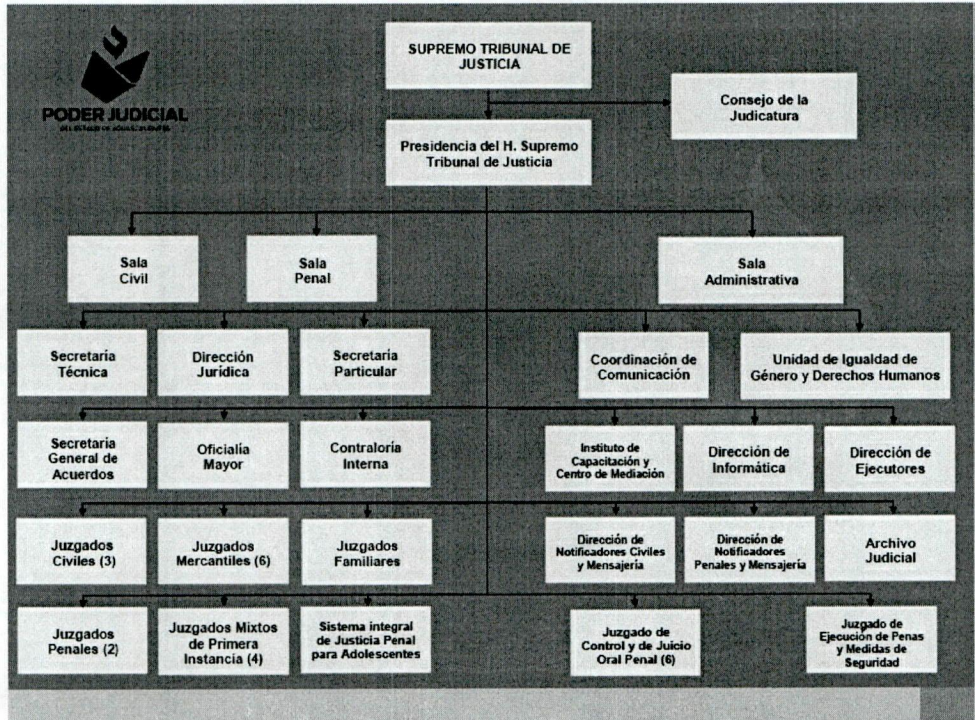 SUPREMO TRIBUNAL DE
JUSTICIA
PODER JUDICIAL
DEL ESTADO DE AGUASCALIENTES
Consejo de la
Judicatura
Presidencia del H. Supremo
Tribunal de Justicia
Sala
Civil
Sala
Penal
Sala
Administrativa
Secretaría
Técnica
Dirección
Jurídica
Secretaría
Particular
Coordinación de
Comunicación
Unidad de Igualdad de
Género y Derechos Humanos
Secretaría
General de
Acuerdos
Oficialía
Mayor
Contraloría
Interna
Instituto de
Capacitación y
Centro de Mediación
Dirección de
Informática
Dirección de
Ejecutores
Juzgados
Civiles (3)
Juzgados
Mercantiles (6)
Juzgados
Familiares
Dirección de
Notificadores Civiles
y Mensajería
Dirección de
Notificadores
Penales y Mensajería
Archivo
Judicial
Juzgados
Penales (2)
Juzgados Mixtos
de Primera
Instancia (4)
Sistema integral
de Justicia Penal
para Adolescentes
Juzgado de
Control y de Juicio
Oral Penal (6)
Juzgado de
Ejecución de Penas
y Medidas de
Seguridad